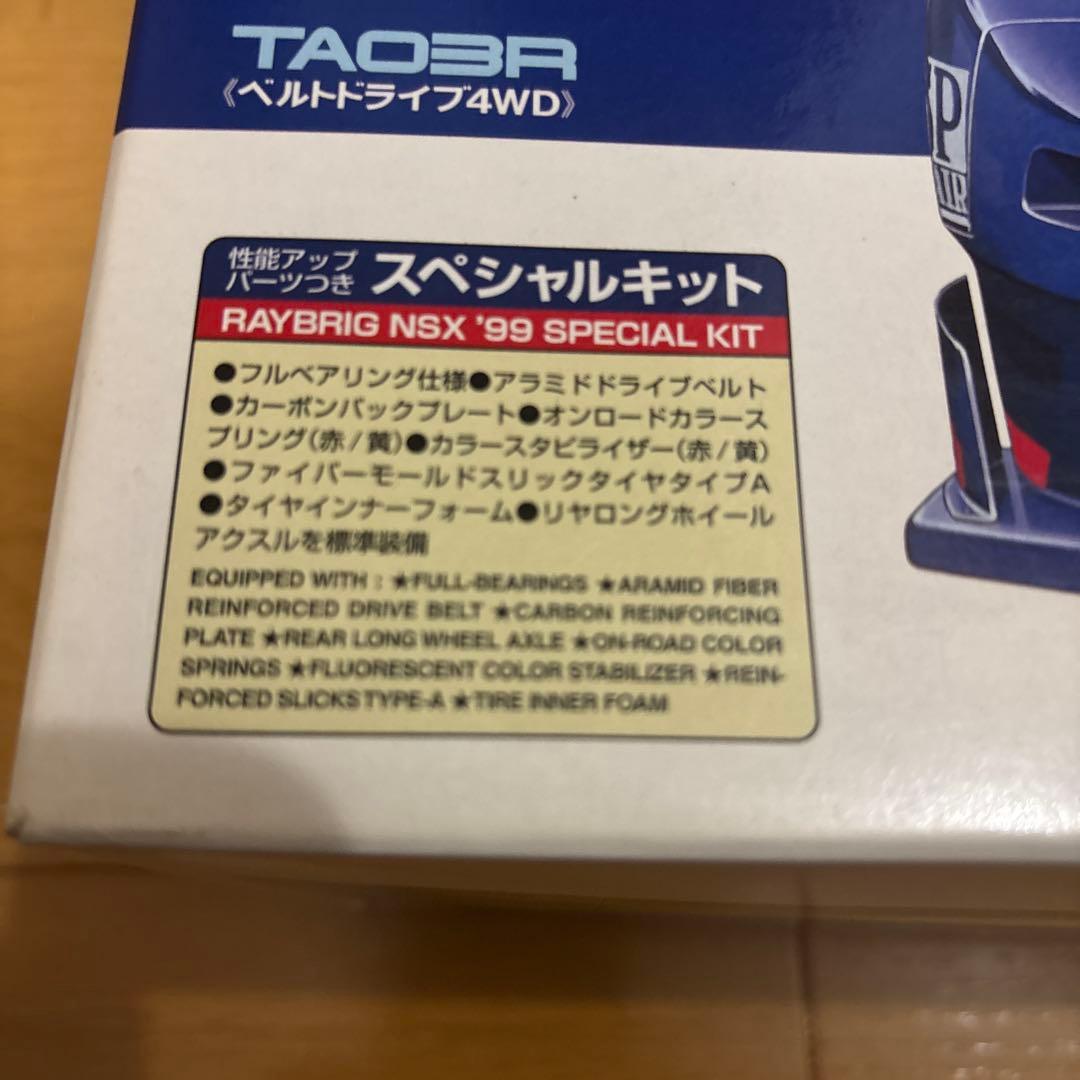 TA03R
《ベルトドライブ4WD》
P
AIR
性能アップ
パーツつき スペシャルキット
RAYBRIG NSX '99 SPECIAL KIT
●フルベアリング仕様●アラミドドライブベルト
●カーボンバックプレート●オンロードカラース
プリング(赤/黄)●カラースタビライザー(赤/黄)
●ファイバーモールドスリックタイヤタイプA
●タイヤインナーフォーム●リヤロングホイール
アクスルを標準装備
EQUIPPED WITH : ★FULL-BEARINGS ★ARAMID FIBER
REINFORCED DRIVE BELT ★CARBON REINFORCING
PLATE ★REAR LONG WHEEL AXLE ★ON-ROAD COLOR
SPRINGS ★FLUORESCENT COLOR STABILIZER ★REIN-
FORCED SLICKS TYPE-A ★TIRE INNER FOAM